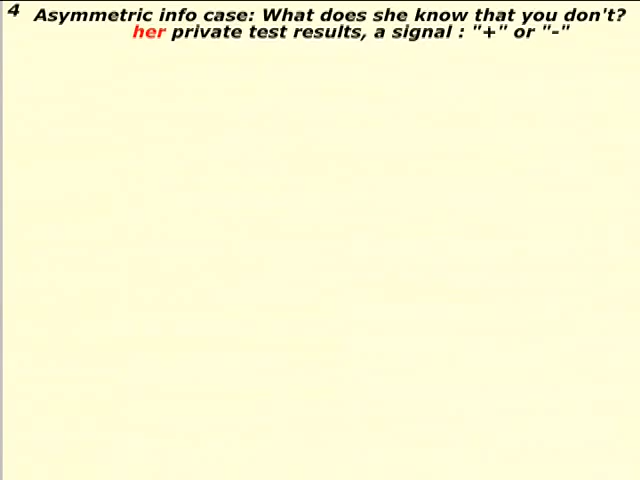 4 Asymmetric info case: What does she know that you don't?
her private test results, a signal : "+" or "-"